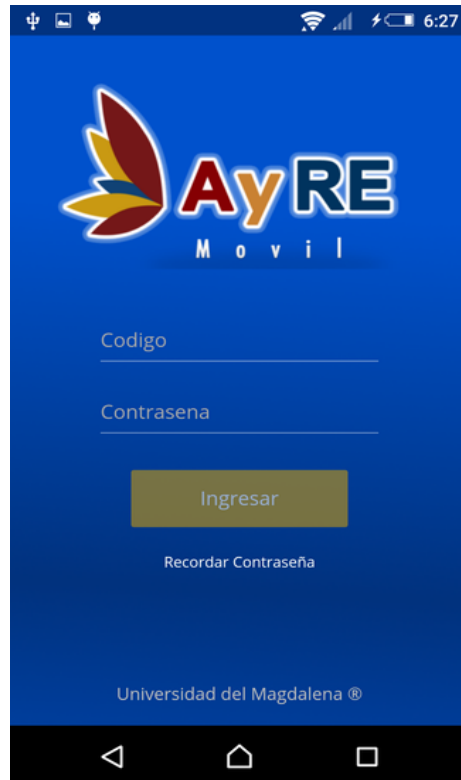 6:27
AyRE
Movil
Codigo
Contrasena
Ingresar
Recordar Contraseña
Universidad del Magdalena ®